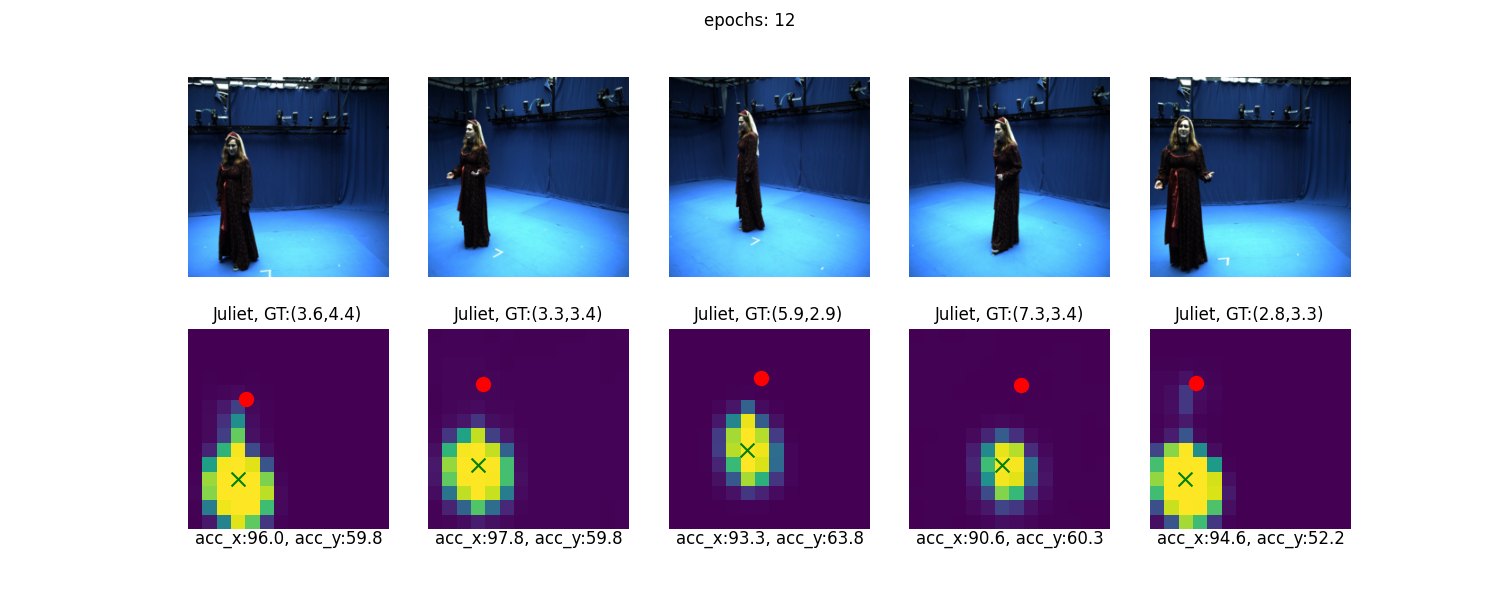 epochs: 12
Juliet, GT:(3.6,4.4)
Juliet, GT:(3.3,3.4)
Juliet, GT:(5.9,2.9)
Juliet, GT:(7.3,3.4)
Juliet, GT:(2.8,3.3)
acc_x:96.0, acc_y:59.8
acc_x:97.8, acc_y:59.8
acc_x:93.3, acc_y:63.8
acc_x:90.6, acc_y:60.3
acc_x:94.6, acc_y:52.2